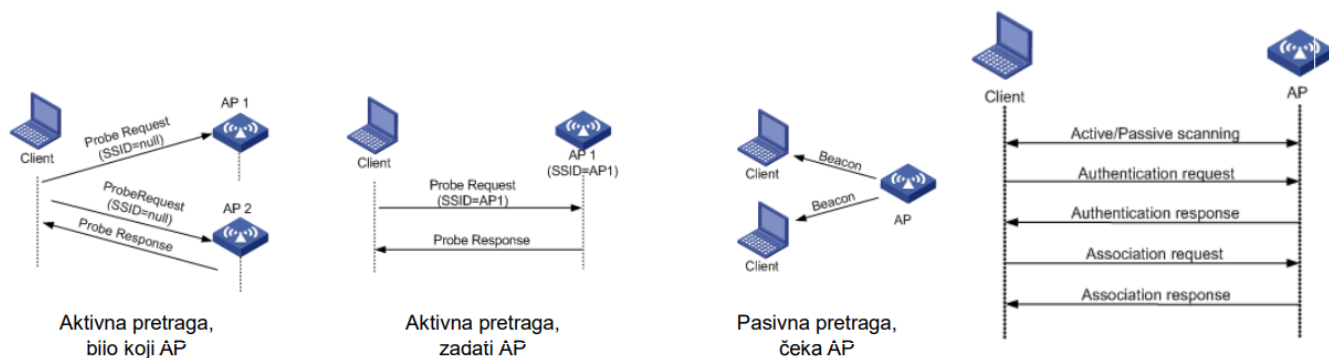 AP 1
Client
Probe Request
(SSID=null)
ProbeRequest
(SSID=null)
AP 2
Probe Response
Aktivna pretraga,
bilo koji AP
Client
AP 1
(SSID=AP1)
Probe Request
(SSID=AP1)
Probe Response
Aktivna pretraga,
zadati AP
Client
Beacon
Beacon
AP
Client
Pasivna pretraga,
čeka AP
Client
AP
Active/Passive scanning
Authentication request
Authentication response
Association request
Association response